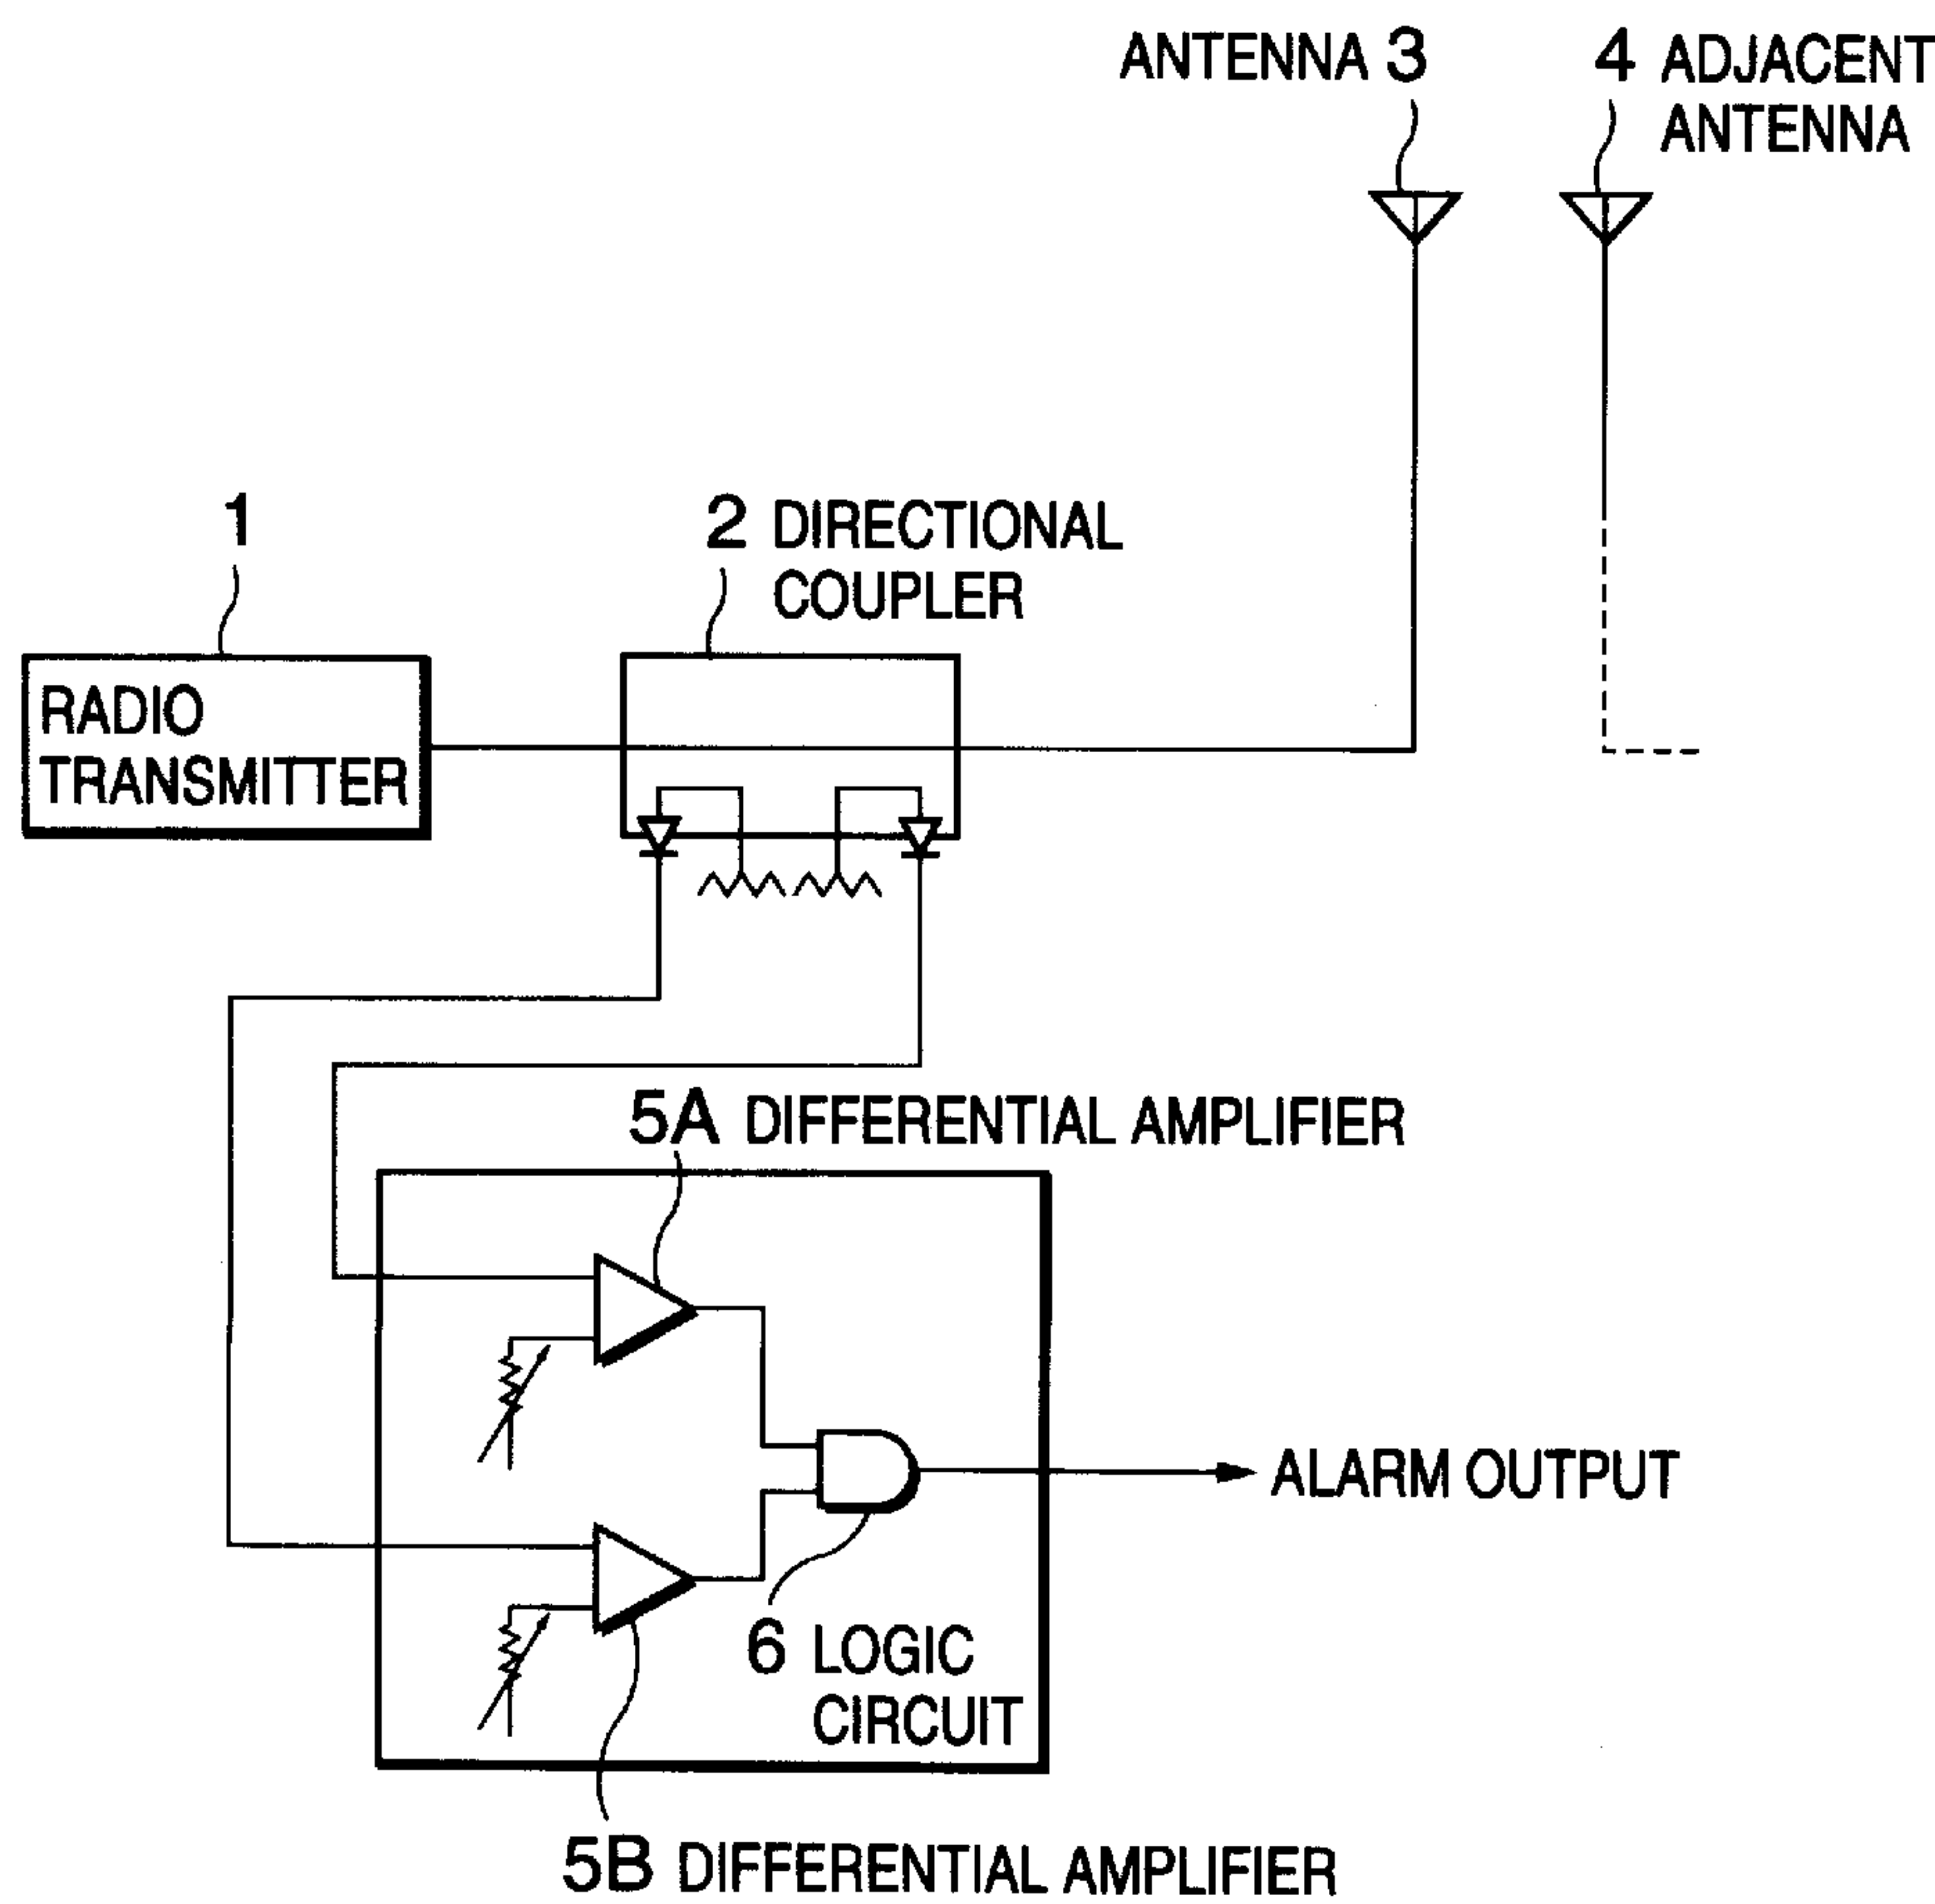 ANTENNA 3
4 ADJACENT
ANTENNA
1
2 DIRECTIONAL
COUPLER
RADIO
TRANSMITTER
5A DIFFERENTIAL AMPLIFIER
ALARM OUTPUT
6 LOGIC
CIRCUIT
5B DIFFERENTIAL AMPLIFIER